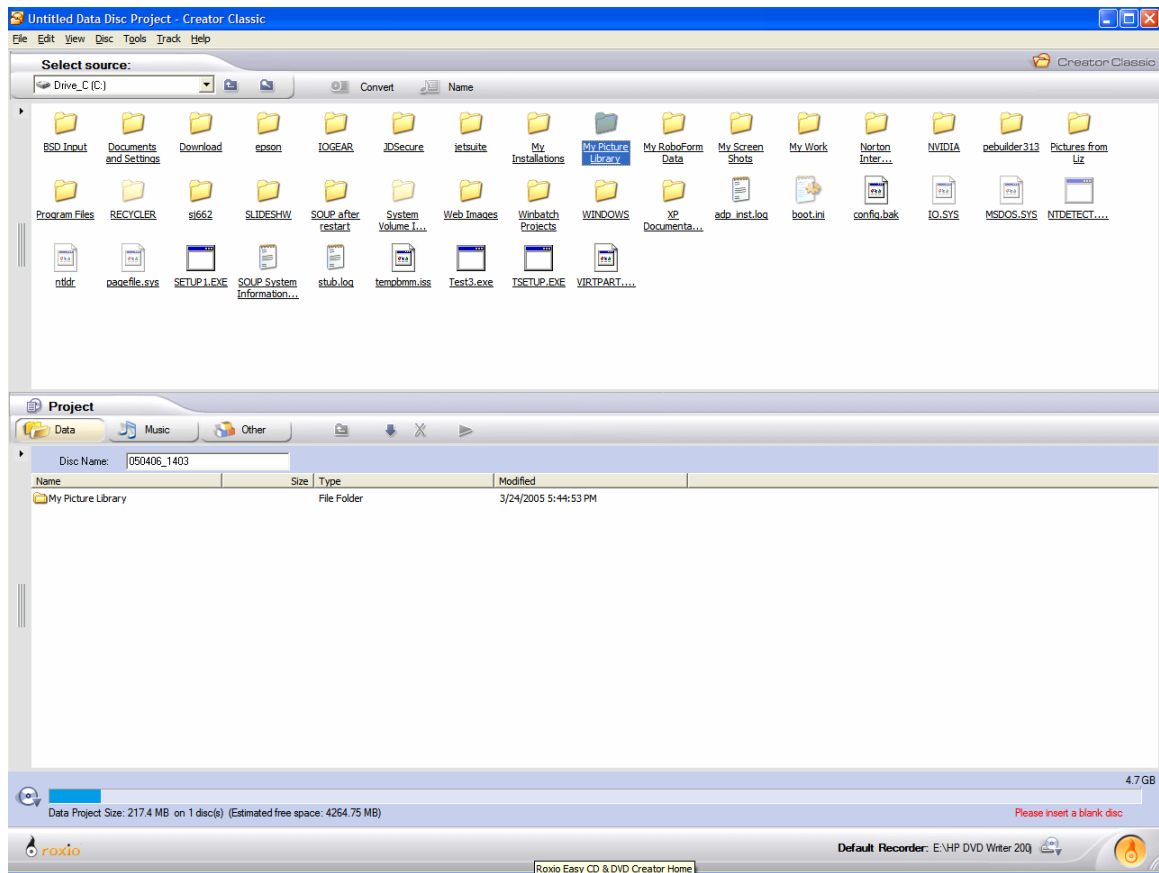 Untitled Data Disc Project - Creator Classic
File Edit View Disc Tools Track Help
Select source:
Creator Classic
Drive_C (C:)
Convert
Name
BSD Input
Documents and Settings
Download
epson
IOGEAR
JDSecure
jetsuite
My Installations
My Picture Library
My RoboForm Data
My Screen Shots
My Work
Norton Inter...
NVIDIA
pebuilder313
Pictures from Liz
Program Files
RECYCLER
sj662
SLIDESHW
SOUP after restart
System Volume I...
Web Images
Winbatch Projects
WINDOWS
XP Documenta...
adp_inst.log
boot.ini
config.bak
IO.SYS
MSDOS.SYS
NTDETECT....
ntldr
pagefile.sys
SETUP1.EXE
SOUP System Information...
stub.log
tempbmm.iss
Test3.exe
TSETUP.EXE
VIRTPART....
Project
Data
Music
Other
Disc Name: 050406_1403
Name Size Type Modified
My Picture Library File Folder 3/24/2005 5:44:53 PM
4.7 GB
Data Project Size: 217.4 MB on 1 disc(s) (Estimated free space: 4264.75 MB)
Please insert a blank disc
roxio
Default Recorder: E:\HP DVD Writer 200j
Roxio Easy CD & DVD Creator Home